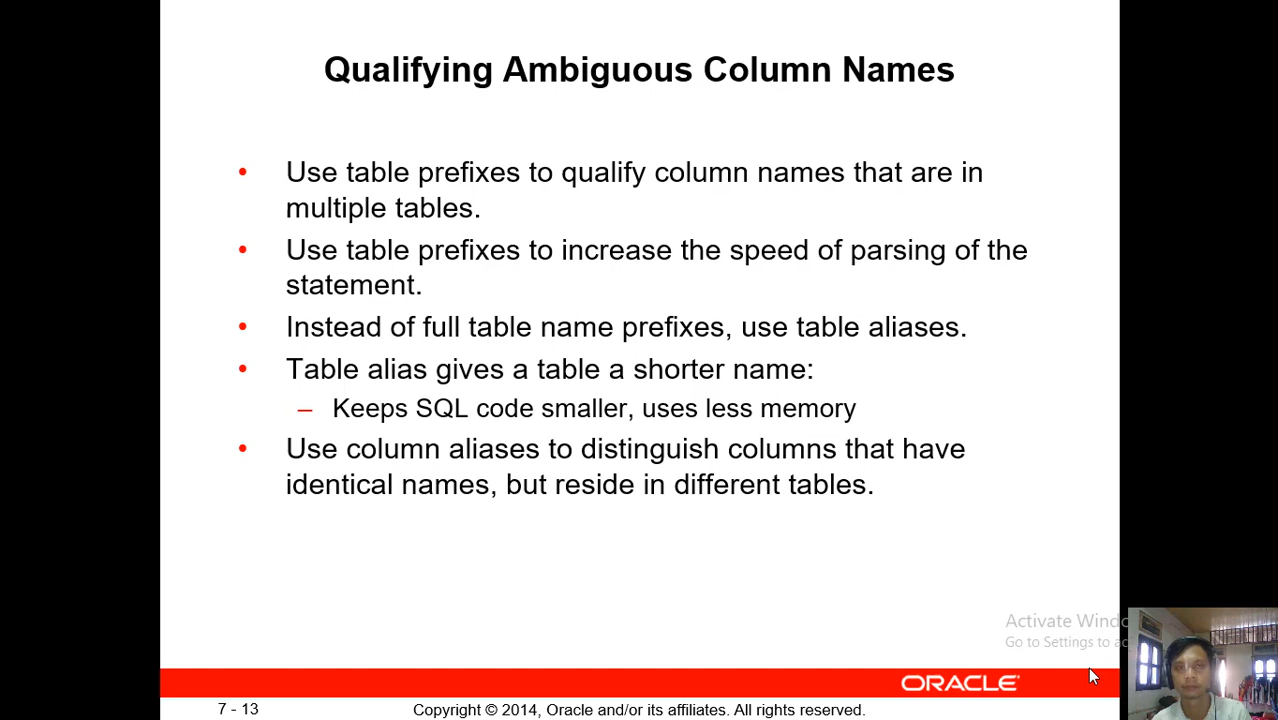 Qualifying Ambiguous Column Names
• Use table prefixes to qualify column names that are in
multiple tables.
• Use table prefixes to increase the speed of parsing of the
statement.
• Instead of full table name prefixes, use table aliases.
• Table alias gives a table a shorter name:
– Keeps SQL code smaller, uses less memory
• Use column aliases to distinguish columns that have
identical names, but reside in different tables.
Activate Windo
Go to Settings to ac
ORACLE
7 - 13
Copyright © 2014, Oracle and/or its affiliates. All rights reserved.